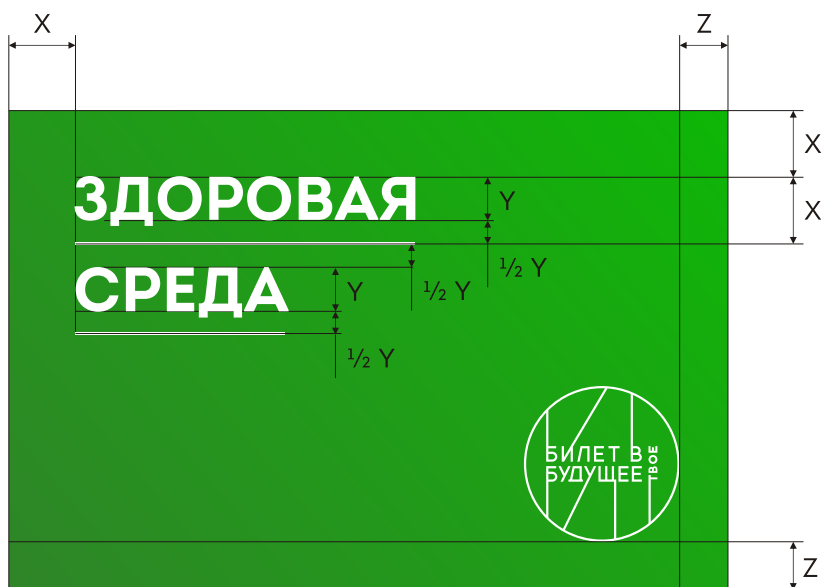 X
Z
X
ЗДОРОВАЯ
Y
X
½ Y
СРЕДА
Y
½ Y
½ Y
БИЛЕТ В
БУДУЩЕЕ
ТВОЕ
Z